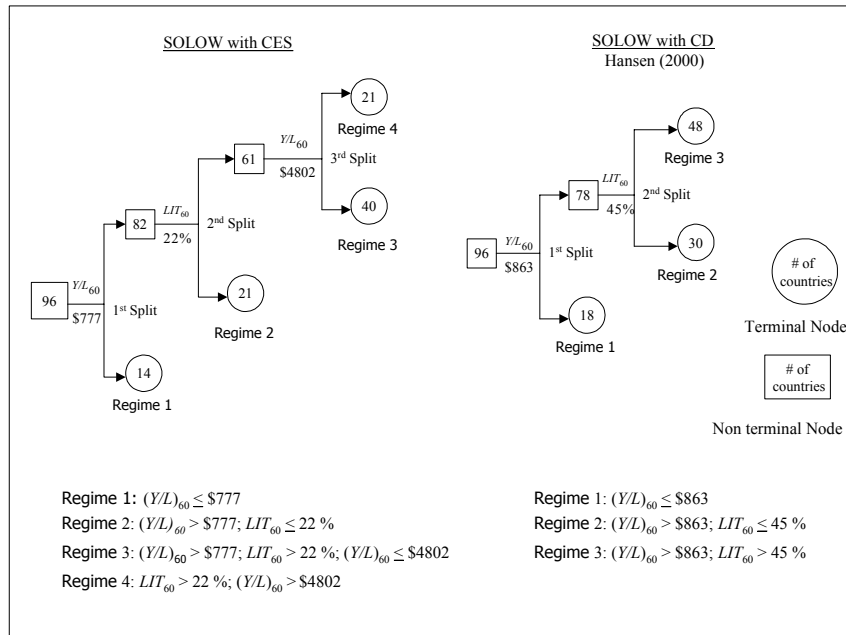 SOLOW with CES
21
Regime 4
Y/L60
61
3rd Split
$4802
LIT60
82
2nd Split
22%
40
Regime 3
Y/L60
96
1st Split
$777
21
Regime 2
14
Regime 1
SOLOW with CD
Hansen (2000)
48
Regime 3
LIT60
78
2nd Split
45%
Y/L60
96
1st Split
$863
30
Regime 2
18
Regime 1
# of
countries
Terminal Node
# of
countries
Non terminal Node
Regime 1: (Y/L)60 ≤ $777
Regime 2: (Y/L)60 > $777; LIT60 ≤ 22 %
Regime 3: (Y/L)60 > $777; LIT60 > 22 %; (Y/L)60 ≤ $4802
Regime 4: LIT60 > 22 %; (Y/L)60 > $4802
Regime 1: (Y/L)60 ≤ $863
Regime 2: (Y/L)60 > $863; LIT60 ≤ 45 %
Regime 3: (Y/L)60 > $863; LIT60 > 45 %